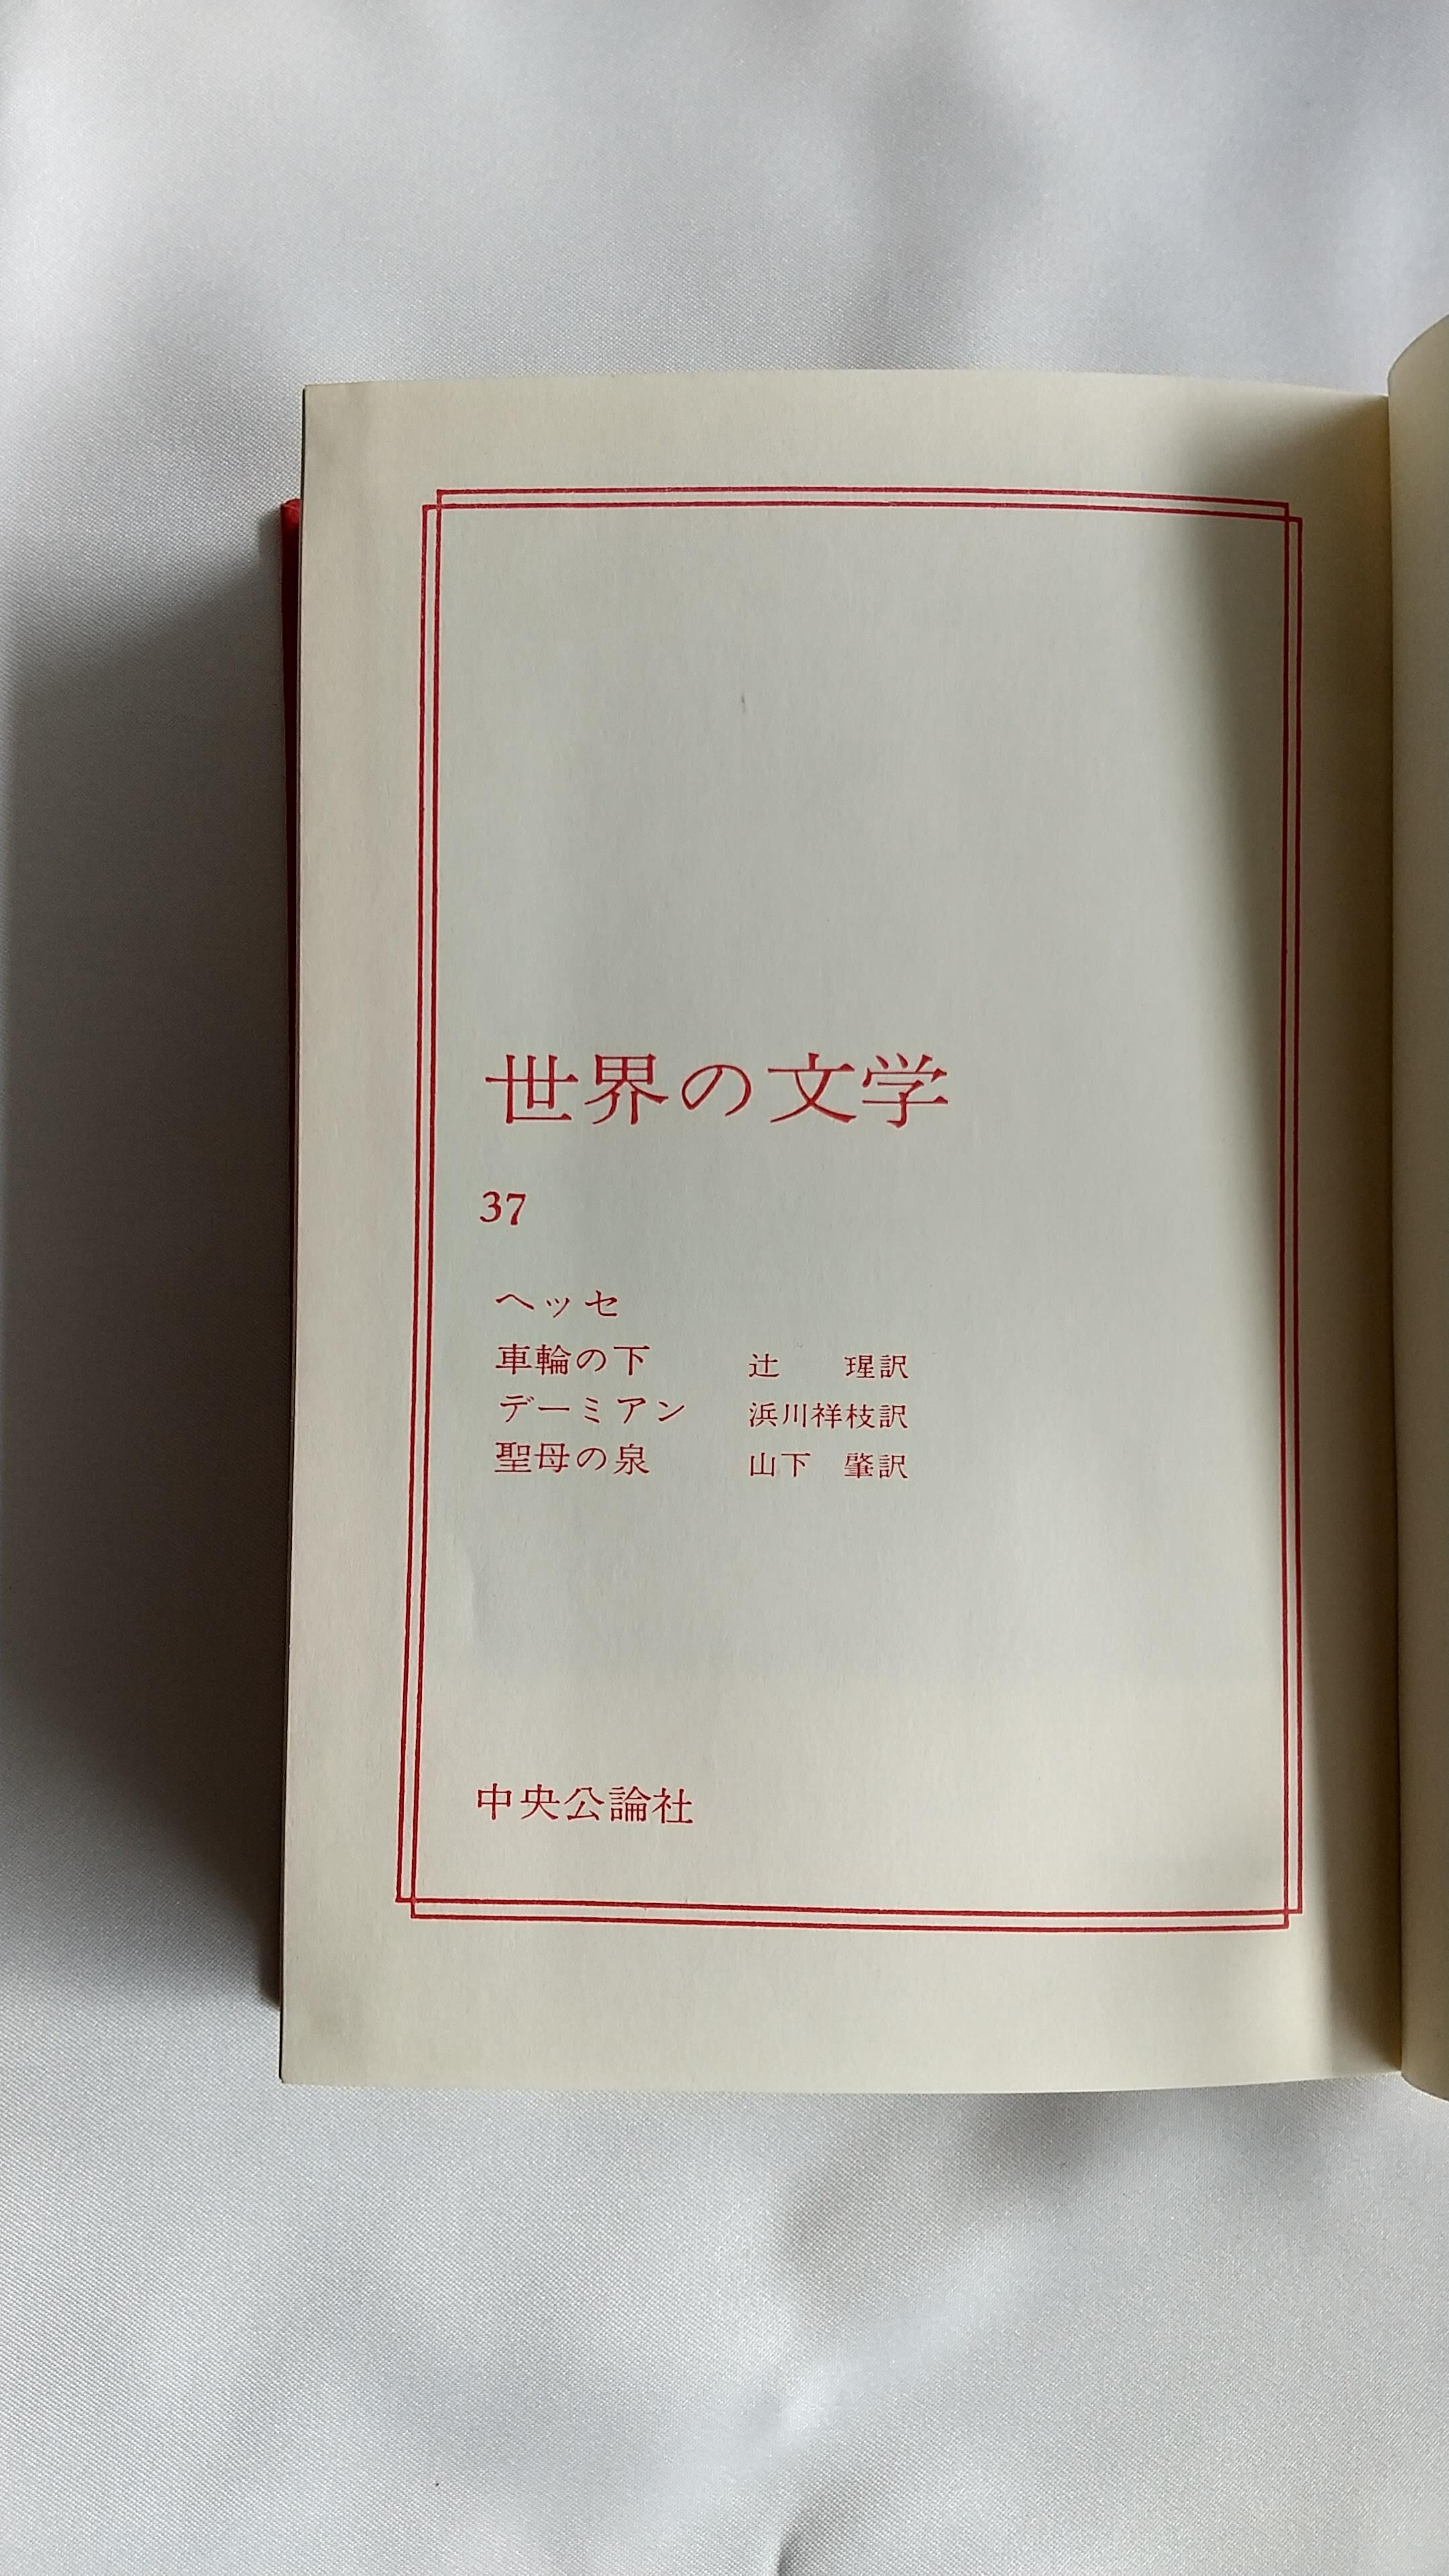 世界の文学
37
ヘッセ
車輪の下 辻 瑆訳
デーミアン 浜川祥枝訳
聖母の泉 山下 肇訳
中央公論社